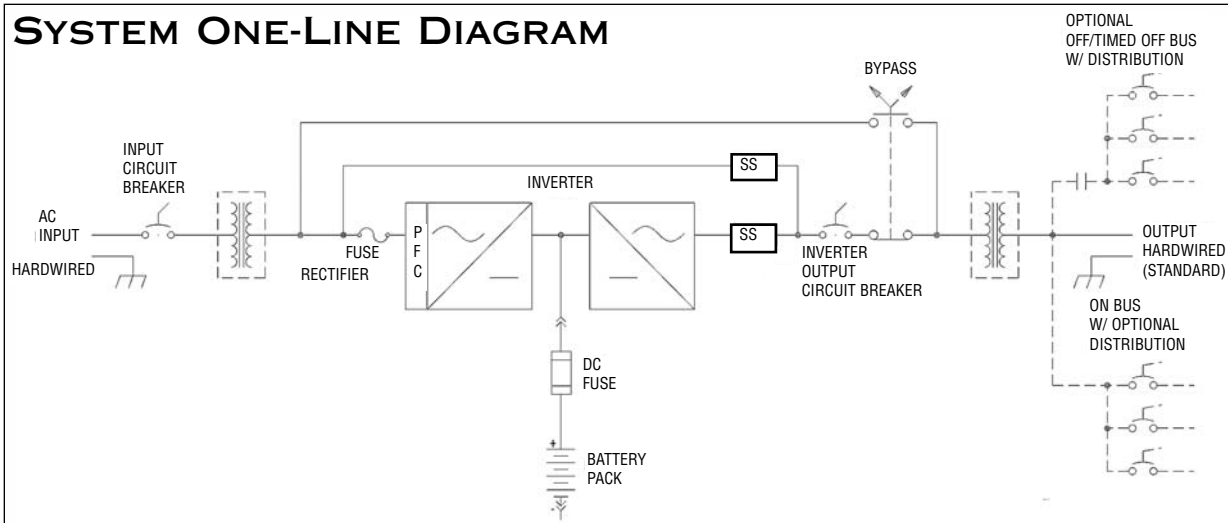 SYSTEM ONE-LINE DIAGRAM
OPTIONAL
OFF/TIMED OFF BUS
W/ DISTRIBUTION
BYPASS
INPUT
CIRCUIT
BREAKER
SS
INVERTER
AC
INPUT
HARDWIRED
FUSE
RECTIFIER
P
F
C
SS
INVERTER
OUTPUT
CIRCUIT BREAKER
OUTPUT
HARDWIRED
(STANDARD)
ON BUS
W/ OPTIONAL
DISTRIBUTION
DC
FUSE
+
BATTERY
PACK
-